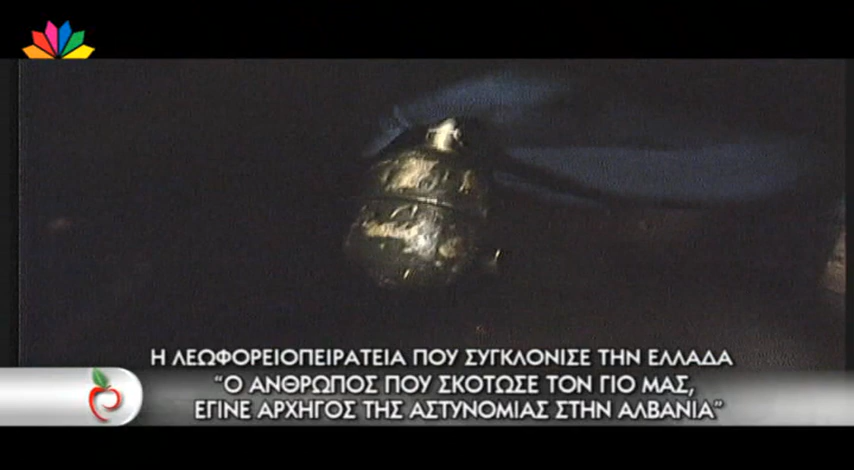 Η ΛΕΩΦΟΡΕΙΟΠΕΙΡΑΤΕΙΑ ΠΟΥ ΣΥΓΚΛΟΝΙΣΕ ΤΗΝ ΕΛΛΑΔΑ
“Ο ΑΝΘΡΩΠΟΣ ΠΟΥ ΣΚΟΤΩΣΕ ΤΟΝ ΓΙΟ ΜΑΣ,
ΕΓΙΝΕ ΑΡΧΗΓΟΣ ΤΗΣ ΑΣΤΥΝΟΜΙΑΣ ΣΤΗΝ ΑΛΒΑΝΙΑ”